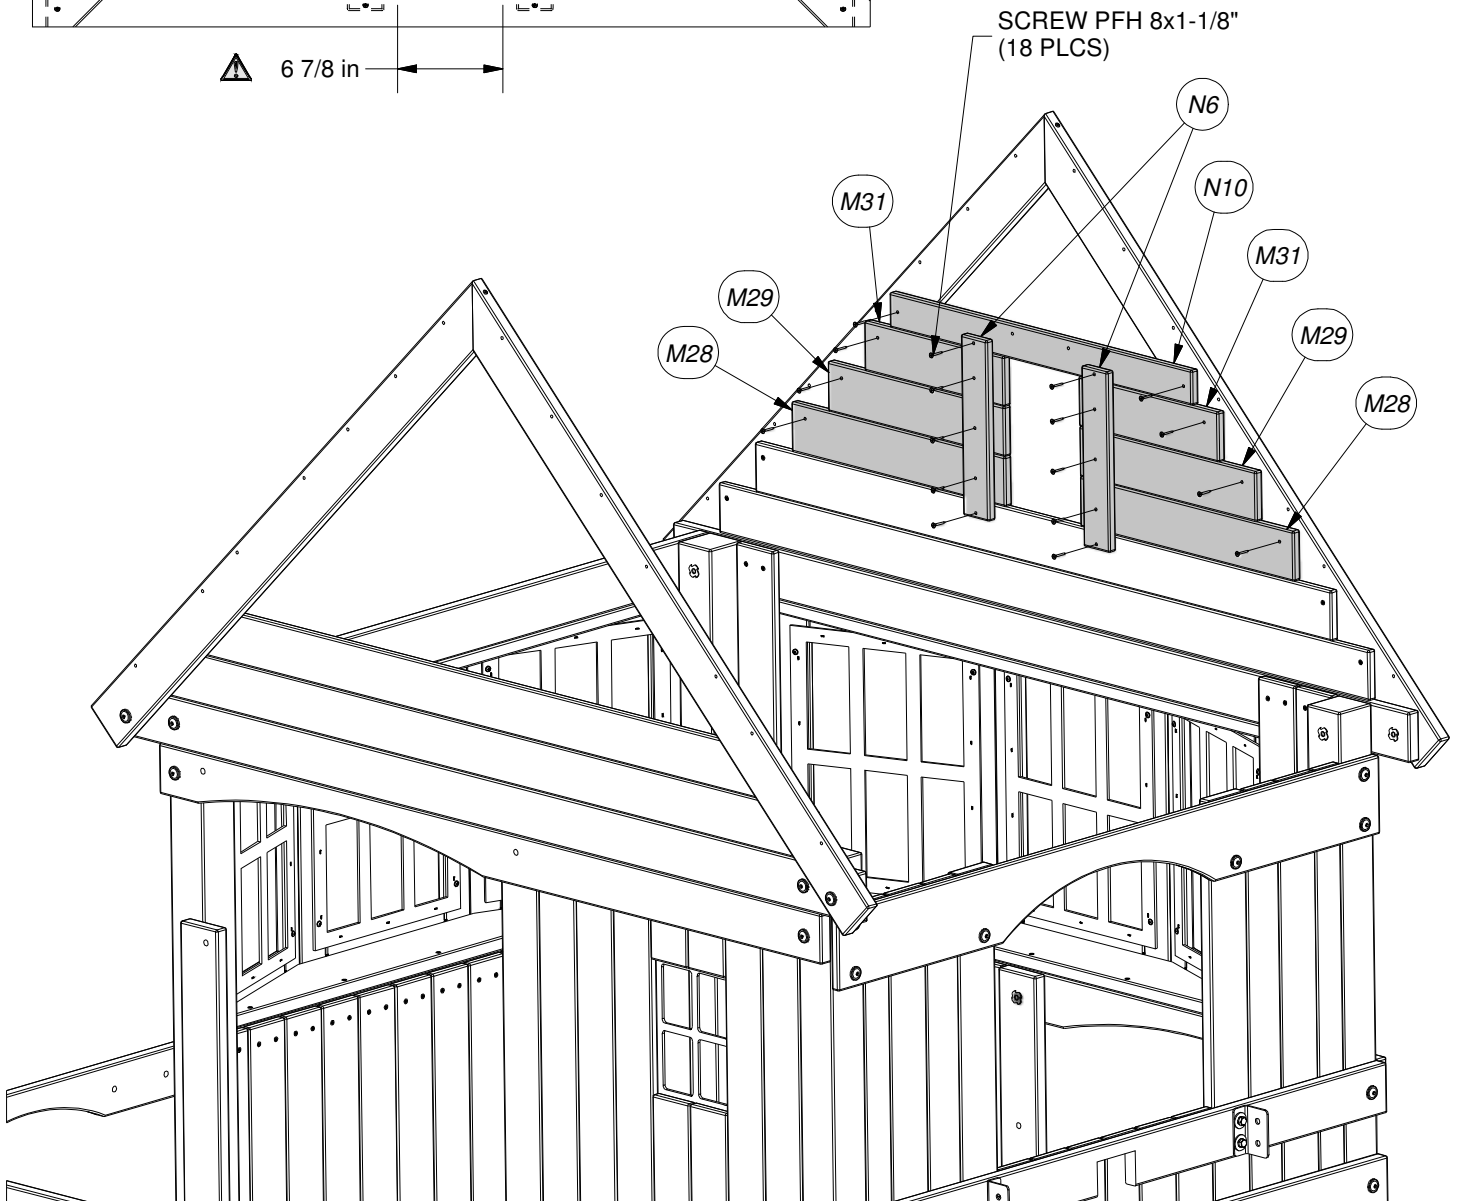 6 7/8 in
SCREW PFH 8x1-1/8"
(18 PLCS)
N6
N10
M31
M31
M29
M29
M28
M28